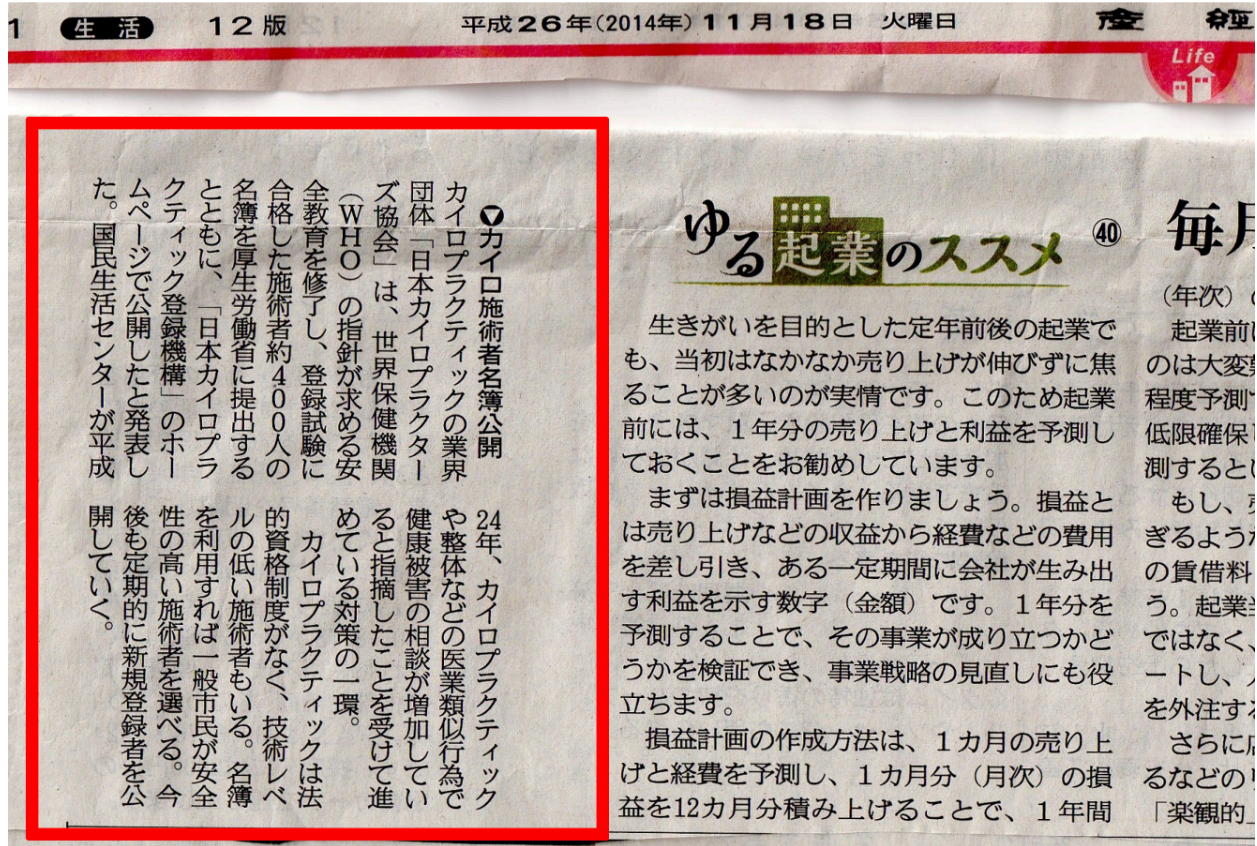 1 生活 12版 平成26年(2014年)11月18日 火曜日 産経
Life
▼カイロ施術者名簿公開
カイロプラクティックの業界
団体「日本カイロプラクター
ズ協会」は、世界保健機関
（WHO）の指針が求める安
全教育を修了し、登録試験に
合格した施術者約400人の
名簿を厚生労働省に提出する
とともに、「日本カイロプラ
クティック登録機構」のホー
ムページで公開したと発表し
た。国民生活センターが平成
24年、カイロプラクティック
や整体などの医業類似行為で
健康被害の相談が増加してい
ると指摘したことを受けて進
めている対策の一環。
カイロプラクティックは法
的資格制度がなく、技術レベ
ルの低い施術者もいる。名簿
を利用すれば一般市民が安全
性の高い施術者を選べる。今
後も定期的に新規登録者を公
開していく。
ゆる起業のススメ ㊵
生きがいを目的とした定年前後の起業で
も、当初はなかなか売り上げが伸びずに焦
ることが多いのが実情です。このため起業
前には、１年分の売り上げと利益を予測し
ておくことをお勧めしています。
まずは損益計画を作りましょう。損益と
は売り上げなどの収益から経費などの費用
を差し引き、ある一定期間に会社が生み出
す利益を示す数字（金額）です。１年分を
予測することで、その事業が成り立つかど
うかを検証でき、事業戦略の見直しにも役
立ちます。
損益計画の作成方法は、１カ月の売り上
げと経費を予測し、１カ月分（月次）の損
益を12カ月分積み上げることで、１年間
毎月
（年次）
起業前
のは大変
程度予測
低限確保
測すると
もし、
ぎるような
の賃借料
う。起業
ではなく、
ートし、
を外注する
さらに
るなどの
「楽観的」